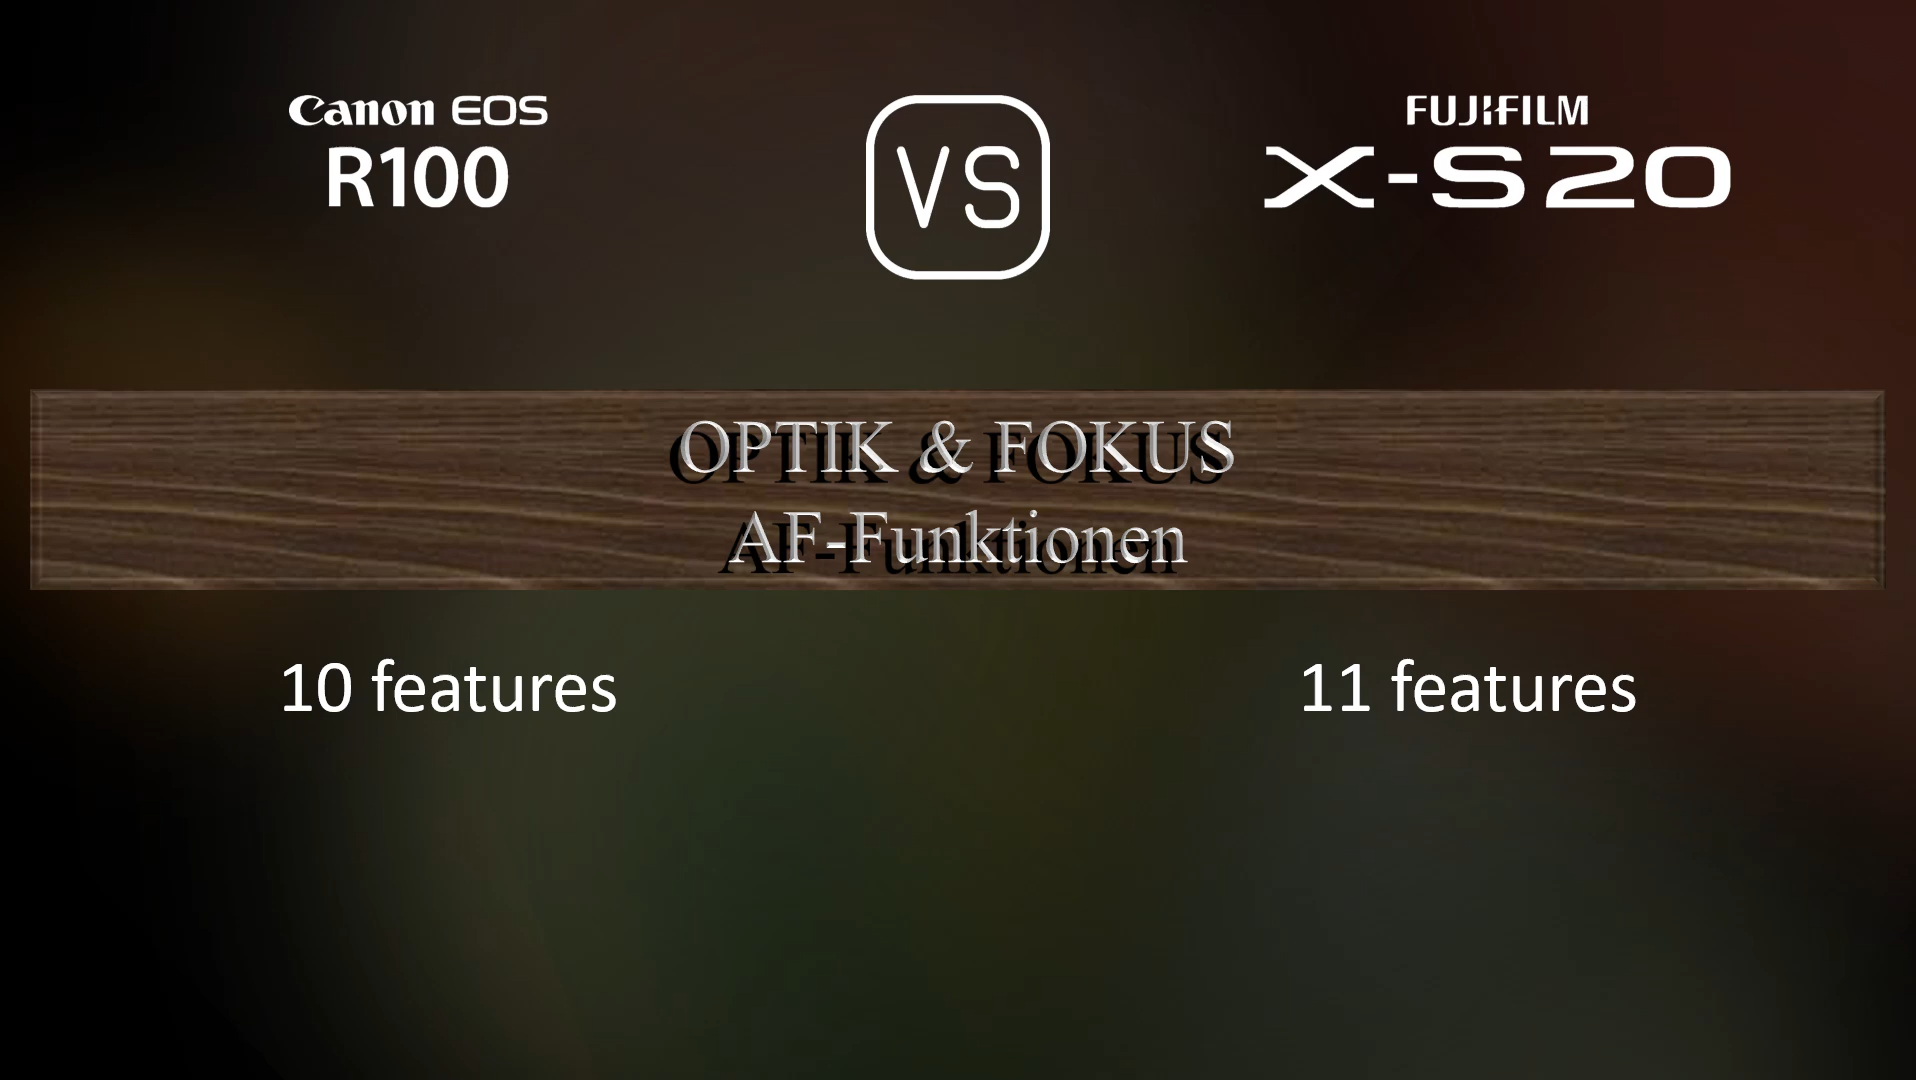 Canon EOS
R100
VS
FUJIFILM
X-S20
OPTIK & FOKUS
AF-Funktionen
10 features
11 features